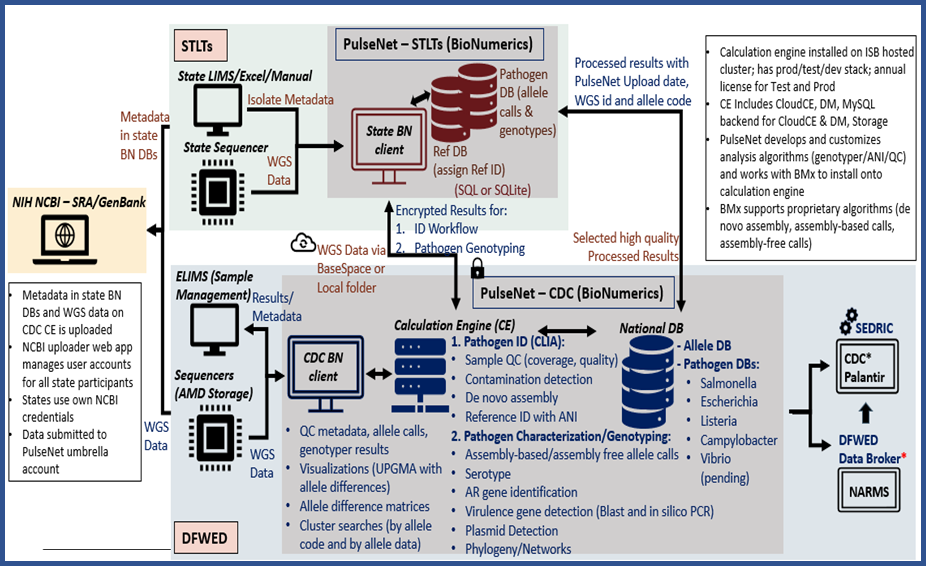 STLTs
PulseNet – STLTs (BioNumerics)
State LIMS/Excel/Manual
Isolate Metadata
State Sequencer
WGS
Data
State BN
client
Pathogen
DB (allele
calls &
genotypes)
Ref DB
(assign Ref ID)
(SQL or SQLite)
Metadata
in state
BN DBs
Processed results with
PulseNet Upload date,
WGS id and allele code
• Calculation engine installed on ISB hosted
cluster; has prod/test/dev stack; annual
license for Test and Prod
• CE Includes CloudCE, DM, MySQL
backend for CloudCE & DM, Storage
• PulseNet develops and customizes
analysis algorithms (genotyper/ANI/QC)
and works with BMx to install onto
calculation engine
• BMx supports proprietary algorithms (de
novo assembly, assembly-based calls,
assembly-free calls)
NIH NCBI – SRA/GenBank
• Metadata in state BN
DBs and WGS data on
CDC CE is uploaded
• NCBI uploader web app
manages user accounts
for all state participants
• States use own NCBI
credentials
• Data submitted to
PulseNet umbrella
account
Encrypted Results for:
1. ID Workflow
2. Pathogen Genotyping
WGS Data via
BaseSpace or
Local folder
Selected high quality
Processed Results
PulseNet – CDC (BioNumerics)
ELIMS (Sample
Management)
Results/
Metadata
Sequencers
(AMD Storage)
WGS
Data
WGS
Data
CDC BN
client
• QC metadata, allele calls,
genotyper results
• Visualizations (UPGMA with
allele differences)
• Allele difference matrices
• Cluster searches (by allele
code and by allele data)
Calculation Engine (CE)
1. Pathogen ID (CLIA):
• Sample QC (coverage, quality)
• Contamination detection
• De novo assembly
• Reference ID with ANI
2. Pathogen Characterization/Genotyping:
• Assembly-based/assembly free allele calls
• Serotype
• AR gene identification
• Virulence gene detection (Blast and in silico PCR)
• Plasmid Detection
• Phylogeny/Networks
National DB
- Allele DB
- Pathogen DBs:
• Salmonella
• Escherichia
• Listeria
• Campylobacter
• Vibrio
(pending)
SEDRIC
CDC*
Palantir
DFWED
Data Broker*
NARMS
DFWED